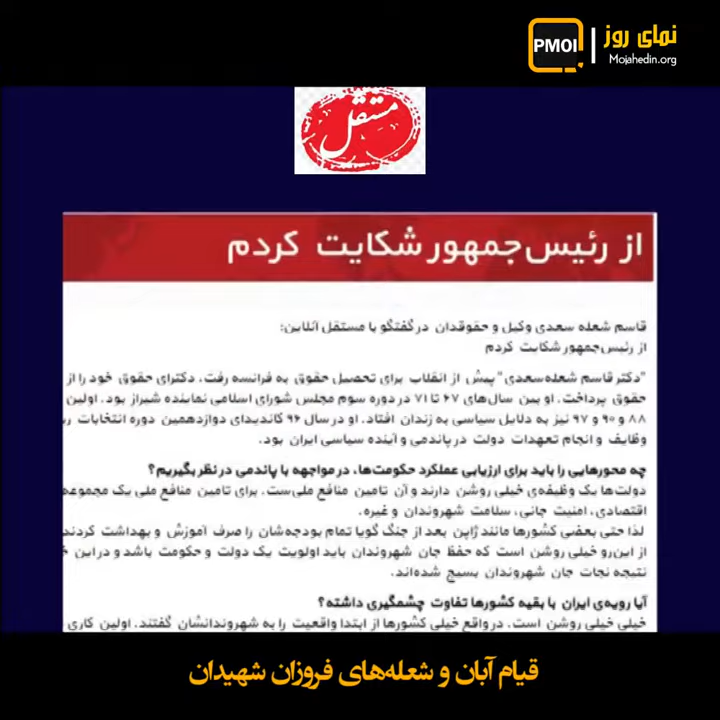 نمای روز
PMOI
Mojahedin.org
مستقل
از رئیس‌جمهور شکایت کردم
قاسم شعله سعدی وکیل و حقوقدان در گفتگو با مستقل آنلاین:
از رئیس‌جمهور شکایت کردم
"دکتر قاسم شعله‌سعدی" پیش از انقلاب برای تحصیل حقوق به فرانسه رفت، دکترای حقوق خود را از
حقوق پرداخت. او بین سال‌های ۶۷ تا ۷۱ در دوره سوم مجلس شورای اسلامی نماینده شیراز بود. اولین
۸۸ و ۹۰ و ۹۷ نیز به دلایل سیاسی به زندان افتاد. او در سال ۹۶ کاندیدای دوازدهمین دوره انتخابات
وظایف و انجام تعهدات دولت در پاندمی و آینده سیاسی ایران بود.
چه محورهایی را باید برای ارزیابی عملکرد حکومت‌ها، در مواجهه با پاندمی در نظر بگیریم؟
دولت‌ها یک وظیفه‌ی خیلی روشن دارند و آن تامین منافع ملی‌ست. برای تامین منافع ملی یک مجموعه
اقتصادی، امنیت جانی، سلامت شهروندان و غیره.
لذا حتی بعضی کشورها مانند ژاپن بعد از جنگ گویا تمام بودجه‌شان را صرف آموزش و بهداشت کردند
از این‌رو خیلی روشن است که حفظ جان شهروندان باید اولویت یک دولت و حکومت باشد و در این
نتیجه نجات جان شهروندان بسیج شده‌اند.
آیا رویه‌ی ایران با بقیه کشورها تفاوت چشمگیری داشته؟
خیلی خیلی روشن است. در واقع خیلی کشورها از ابتدا واقعیت را به شهروندانشان گفتند. اولین کاری
قیام آبان و شعله‌های فروزان شهیدان